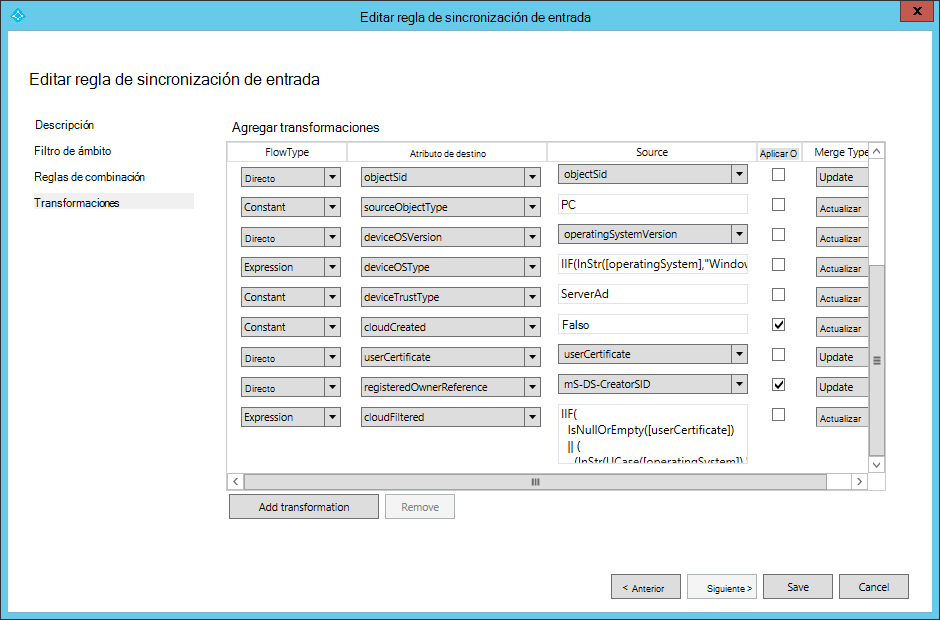 Editar regla de sincronización de entrada
x
Editar regla de sincronización de entrada
Descripción
Filtro de ámbito
Reglas de combinación
Transformaciones
Agregar transformaciones
FlowType Atributo de destino Source Aplicar O Merge Type
Directo objectSid objectSid Update
Constant sourceObjectType PC Actualizar
Directo deviceOSVersion operatingSystemVersion Actualizar
Expression deviceOSType IIF(InStr([operatingSystem],"Window Actualizar
Constant deviceTrustType ServerAd Actualizar
Constant cloudCreated Falso Actualizar
Directo userCertificate userCertificate Update
Directo registeredOwnerReference mS-DS-CreatorSID Update
Expression cloudFiltered IIF( Actualizar
IsNullOrEmpty([userCertificate])
|| (
(InStr(UCase([operatingSystem]),"
Add transformation Remove
< Anterior Siguiente > Save Cancel